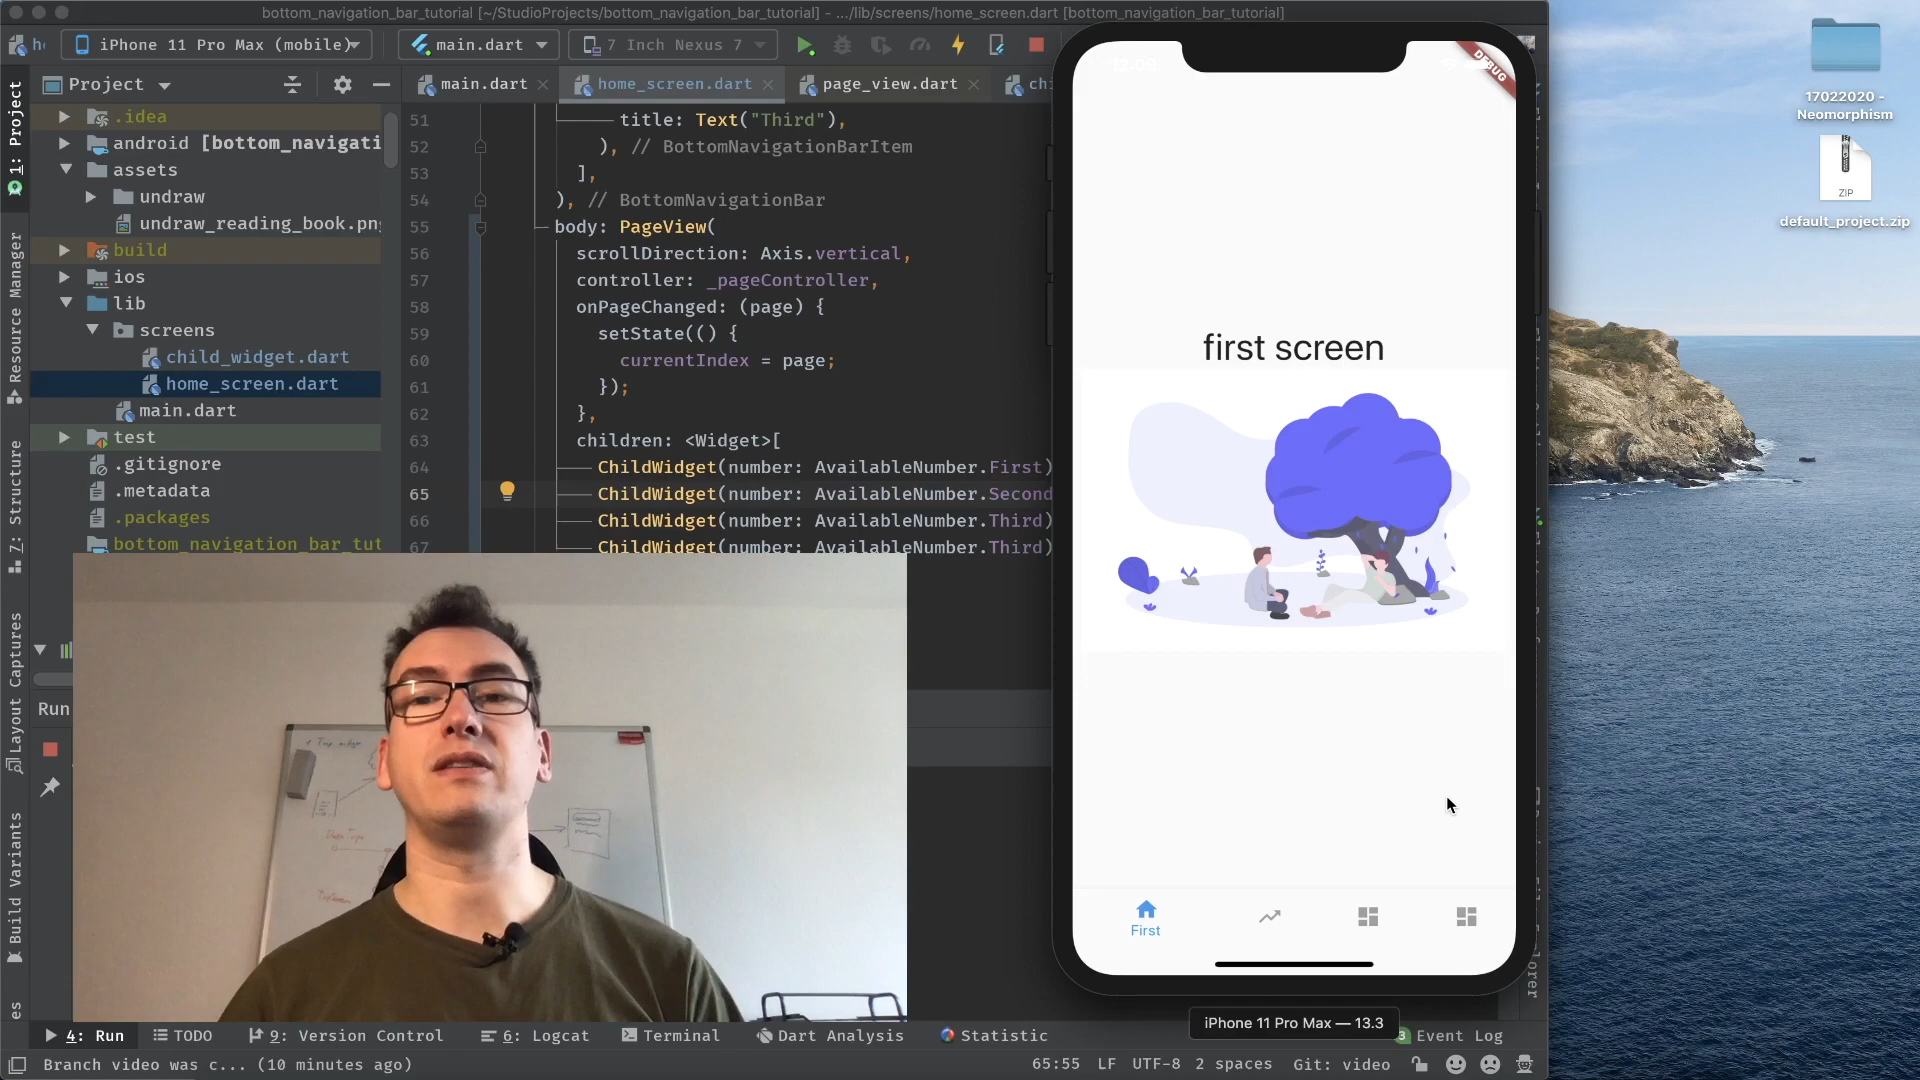 bottom_navigation_bar_tutorial [~/StudioProjects/bottom_navigation_bar_tutorial] - .../lib/screens/home_screen.dart [bottom_navigation_bar_tutorial]
iPhone 11 Pro Max (mobile)
main.dart
7 Inch Nexus 7
Project
main.dart
home_screen.dart
page_view.dart
1: Project
Resource Manager
7: Structure
Layout Captures
Build Variants
.idea
android [bottom_navigati
assets
undraw
undraw_reading_book.pn
build
ios
lib
screens
child_widget.dart
home_screen.dart
main.dart
test
.gitignore
.metadata
.packages
bottom_navigation_bar_tut
51 title: Text("Third"),
52 ), // BottomNavigationBarItem
53 ],
54 ), // BottomNavigationBar
55 body: PageView(
56 scrollDirection: Axis.vertical,
57 controller: _pageController,
58 onPageChanged: (page) {
59 setState(() {
60 currentIndex = page;
61 });
62 },
63 children: <Widget>[
64 ChildWidget(number: AvailableNumber.First)
65 ChildWidget(number: AvailableNumber.Second
66 ChildWidget(number: AvailableNumber.Third)
67 ChildWidget(number: AvailableNumber.Third)
Run
DEBUG
first screen
First
iPhone 11 Pro Max — 13.3
17022020 -
Neomorphism
ZIP
default_project.zip
4: Run
TODO
9: Version Control
6: Logcat
Terminal
Dart Analysis
Statistic
3 Event Log
Branch video was c... (10 minutes ago)
65:55
LF
UTF-8
2 spaces
Git: video